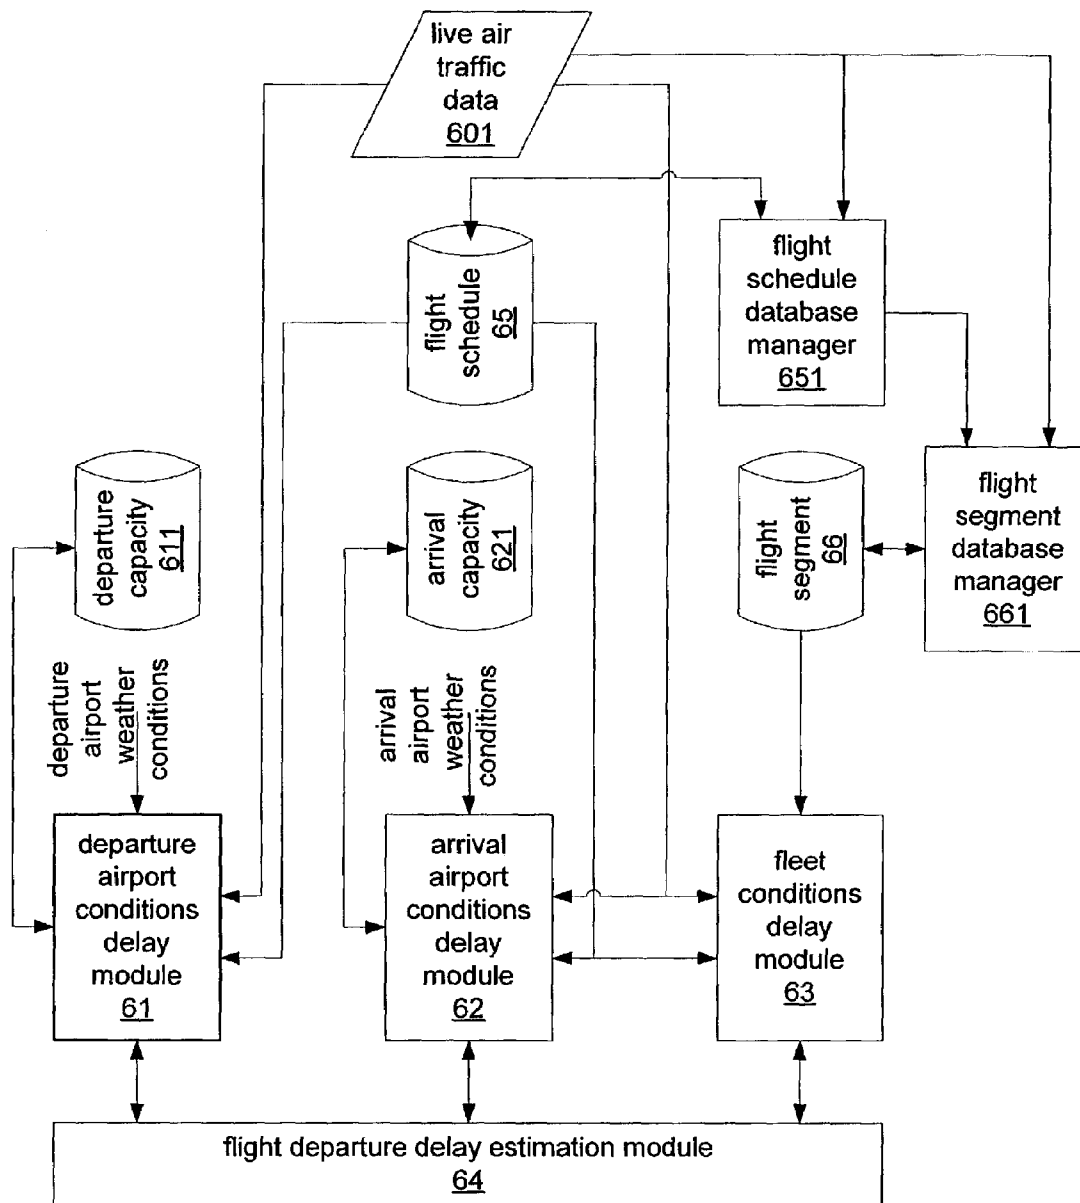 live air
traffic
data
601
flight
schedule
65
flight
schedule
database
manager
651
departure
capacity
611
arrival
capacity
621
flight
segment
66
flight
segment
database
manager
661
departure
airport
weather
conditions
arrival
airport
weather
conditions
departure
airport
conditions
delay
module
61
arrival
airport
conditions
delay
module
62
fleet
conditions
delay
module
63
flight departure delay estimation module
64